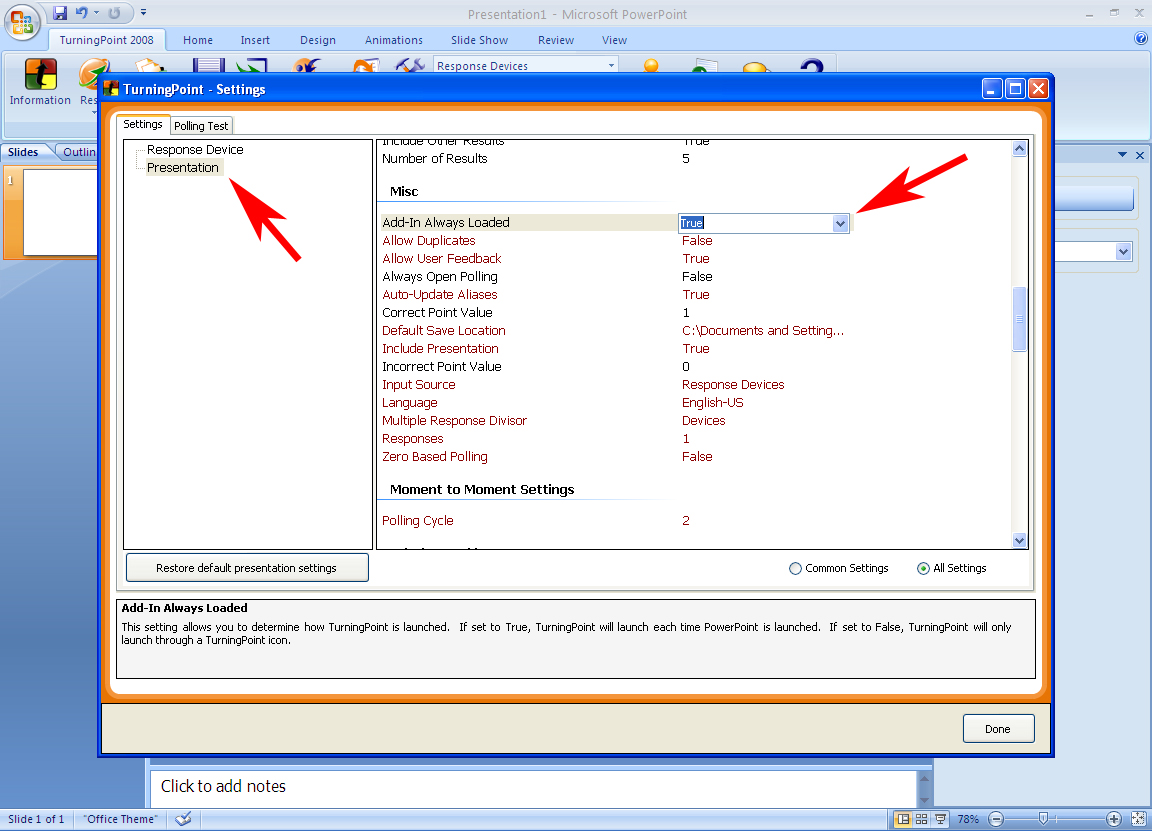 Presentation1 - Microsoft PowerPoint
TurningPoint 2008 Home Insert Design Animations Slide Show Review View
Response Devices
Information
TurningPoint - Settings
Settings Polling Test
Slides Outlin
1
Response Device
Presentation
Include Other Results True
Number of Results 5
Misc
Add-In Always Loaded True
Allow Duplicates False
Allow User Feedback True
Always Open Polling False
Auto-Update Aliases True
Correct Point Value 1
Default Save Location C:\Documents and Setting...
Include Presentation True
Incorrect Point Value 0
Input Source Response Devices
Language English-US
Multiple Response Divisor Devices
Responses 1
Zero Based Polling False
Moment to Moment Settings
Polling Cycle 2
Restore default presentation settings Common Settings All Settings
Add-In Always Loaded
This setting allows you to determine how TurningPoint is launched. If set to True, TurningPoint will launch each time PowerPoint is launched. If set to False, TurningPoint will only
launch through a TurningPoint icon.
Done
Click to add notes
Slide 1 of 1 "Office Theme" 78%